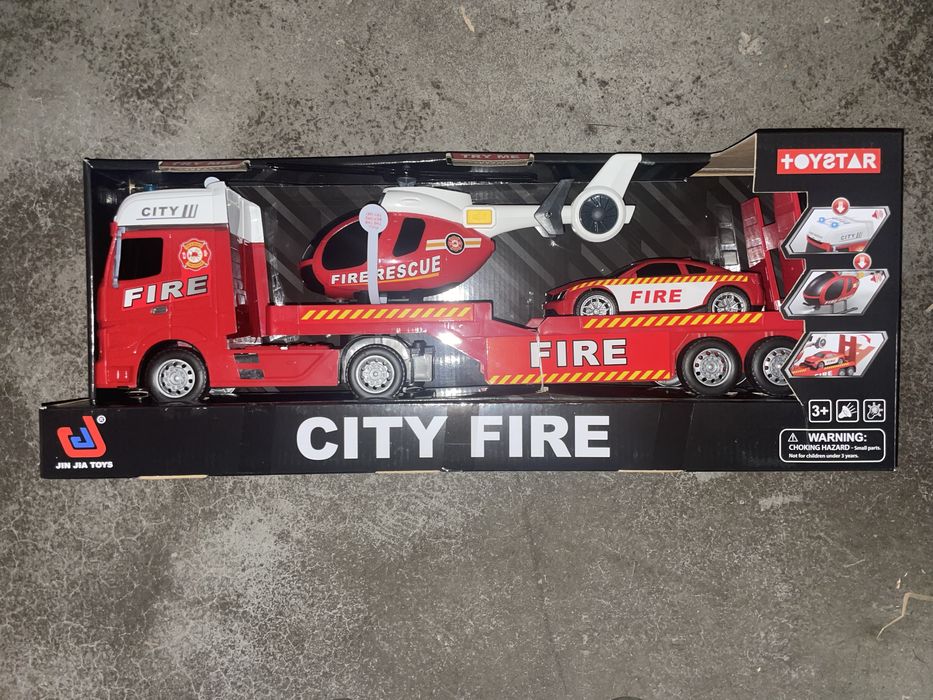 TRY ME
TOYSTAR
CITY
CITY
FIRE
FIRE RESCUE
FIRE
FIRE
CITY FIRE
®
JIN JIA TOYS
3+
WARNING:
CHOKING HAZARD - Small parts.
Not for children under 3 years.